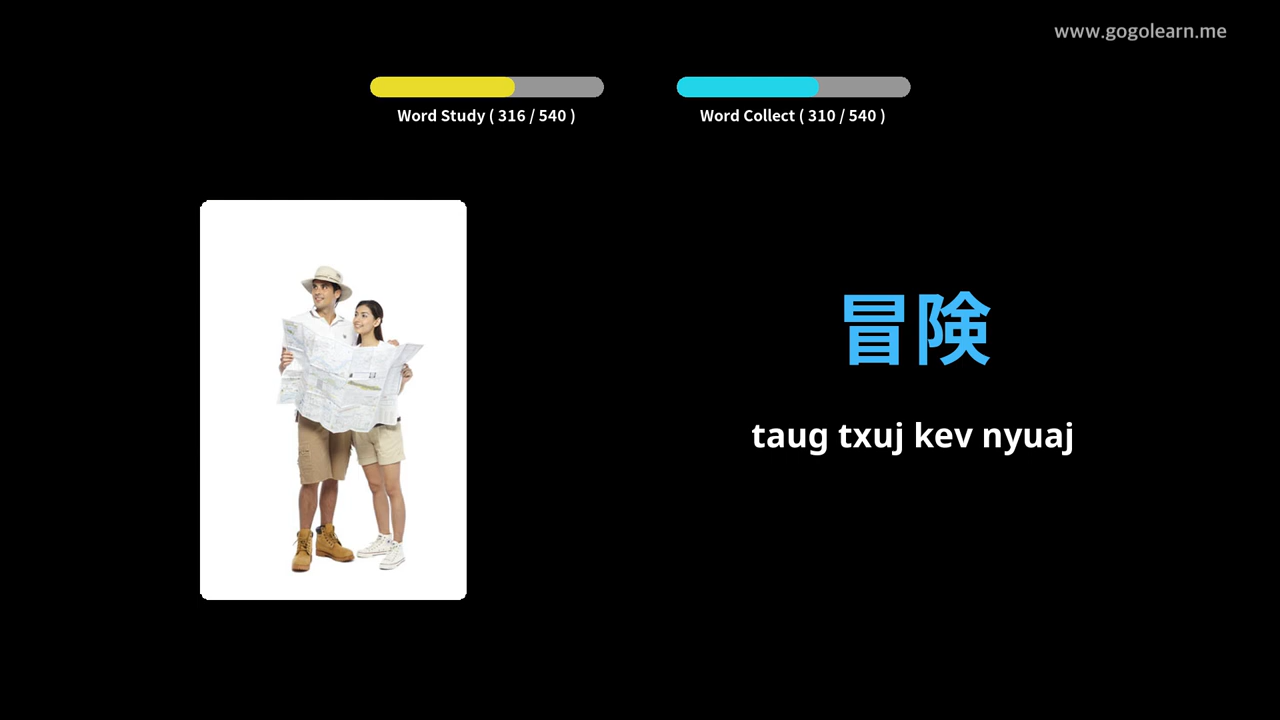 www.gogolearn.me
Word Study ( 316 / 540 )
Word Collect ( 310 / 540 )
冒険
taug txuj kev nyuaj